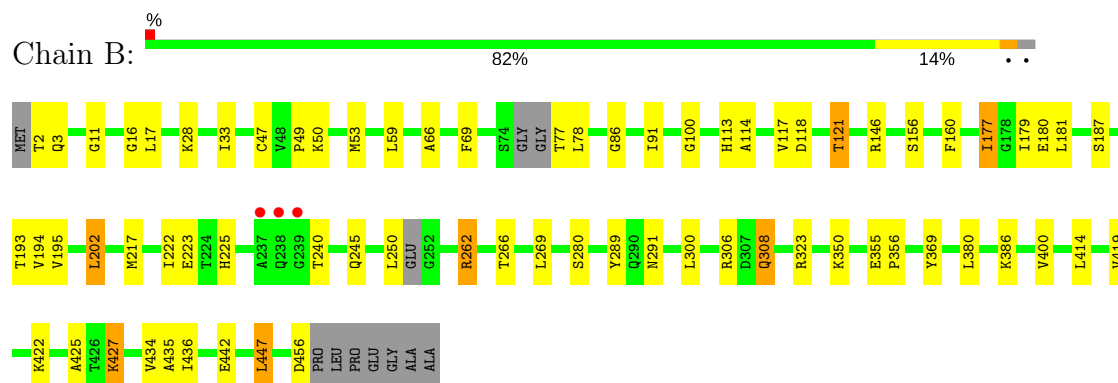 %
Chain B:
82% 14% • •
MET T2 Q3 G11 G16 L17 K28 I33 C47 V48 P49 K50 M53 L59 A66 F69 S74 GLY GLY T77 L78 G86 I91 G100 H113 A114 V117 D118 T121 R146 S156 F160 I177 G178 I179 E180 L181 S187
T193 V194 V195 L202 M217 I222 E223 T224 H225 A237 Q238 G239 T240 Q245 L250 GLU G252 R262 T266 L269 S280 Y289 Q290 N291 L300 R306 D307 Q308 R323 K350 E355 P356 Y369 L380 K386 V400 L414
K422 A425 T426 K427 V434 A435 I436 E442 L447 D456 PRO LEU PRO GLU GLY ALA ALA